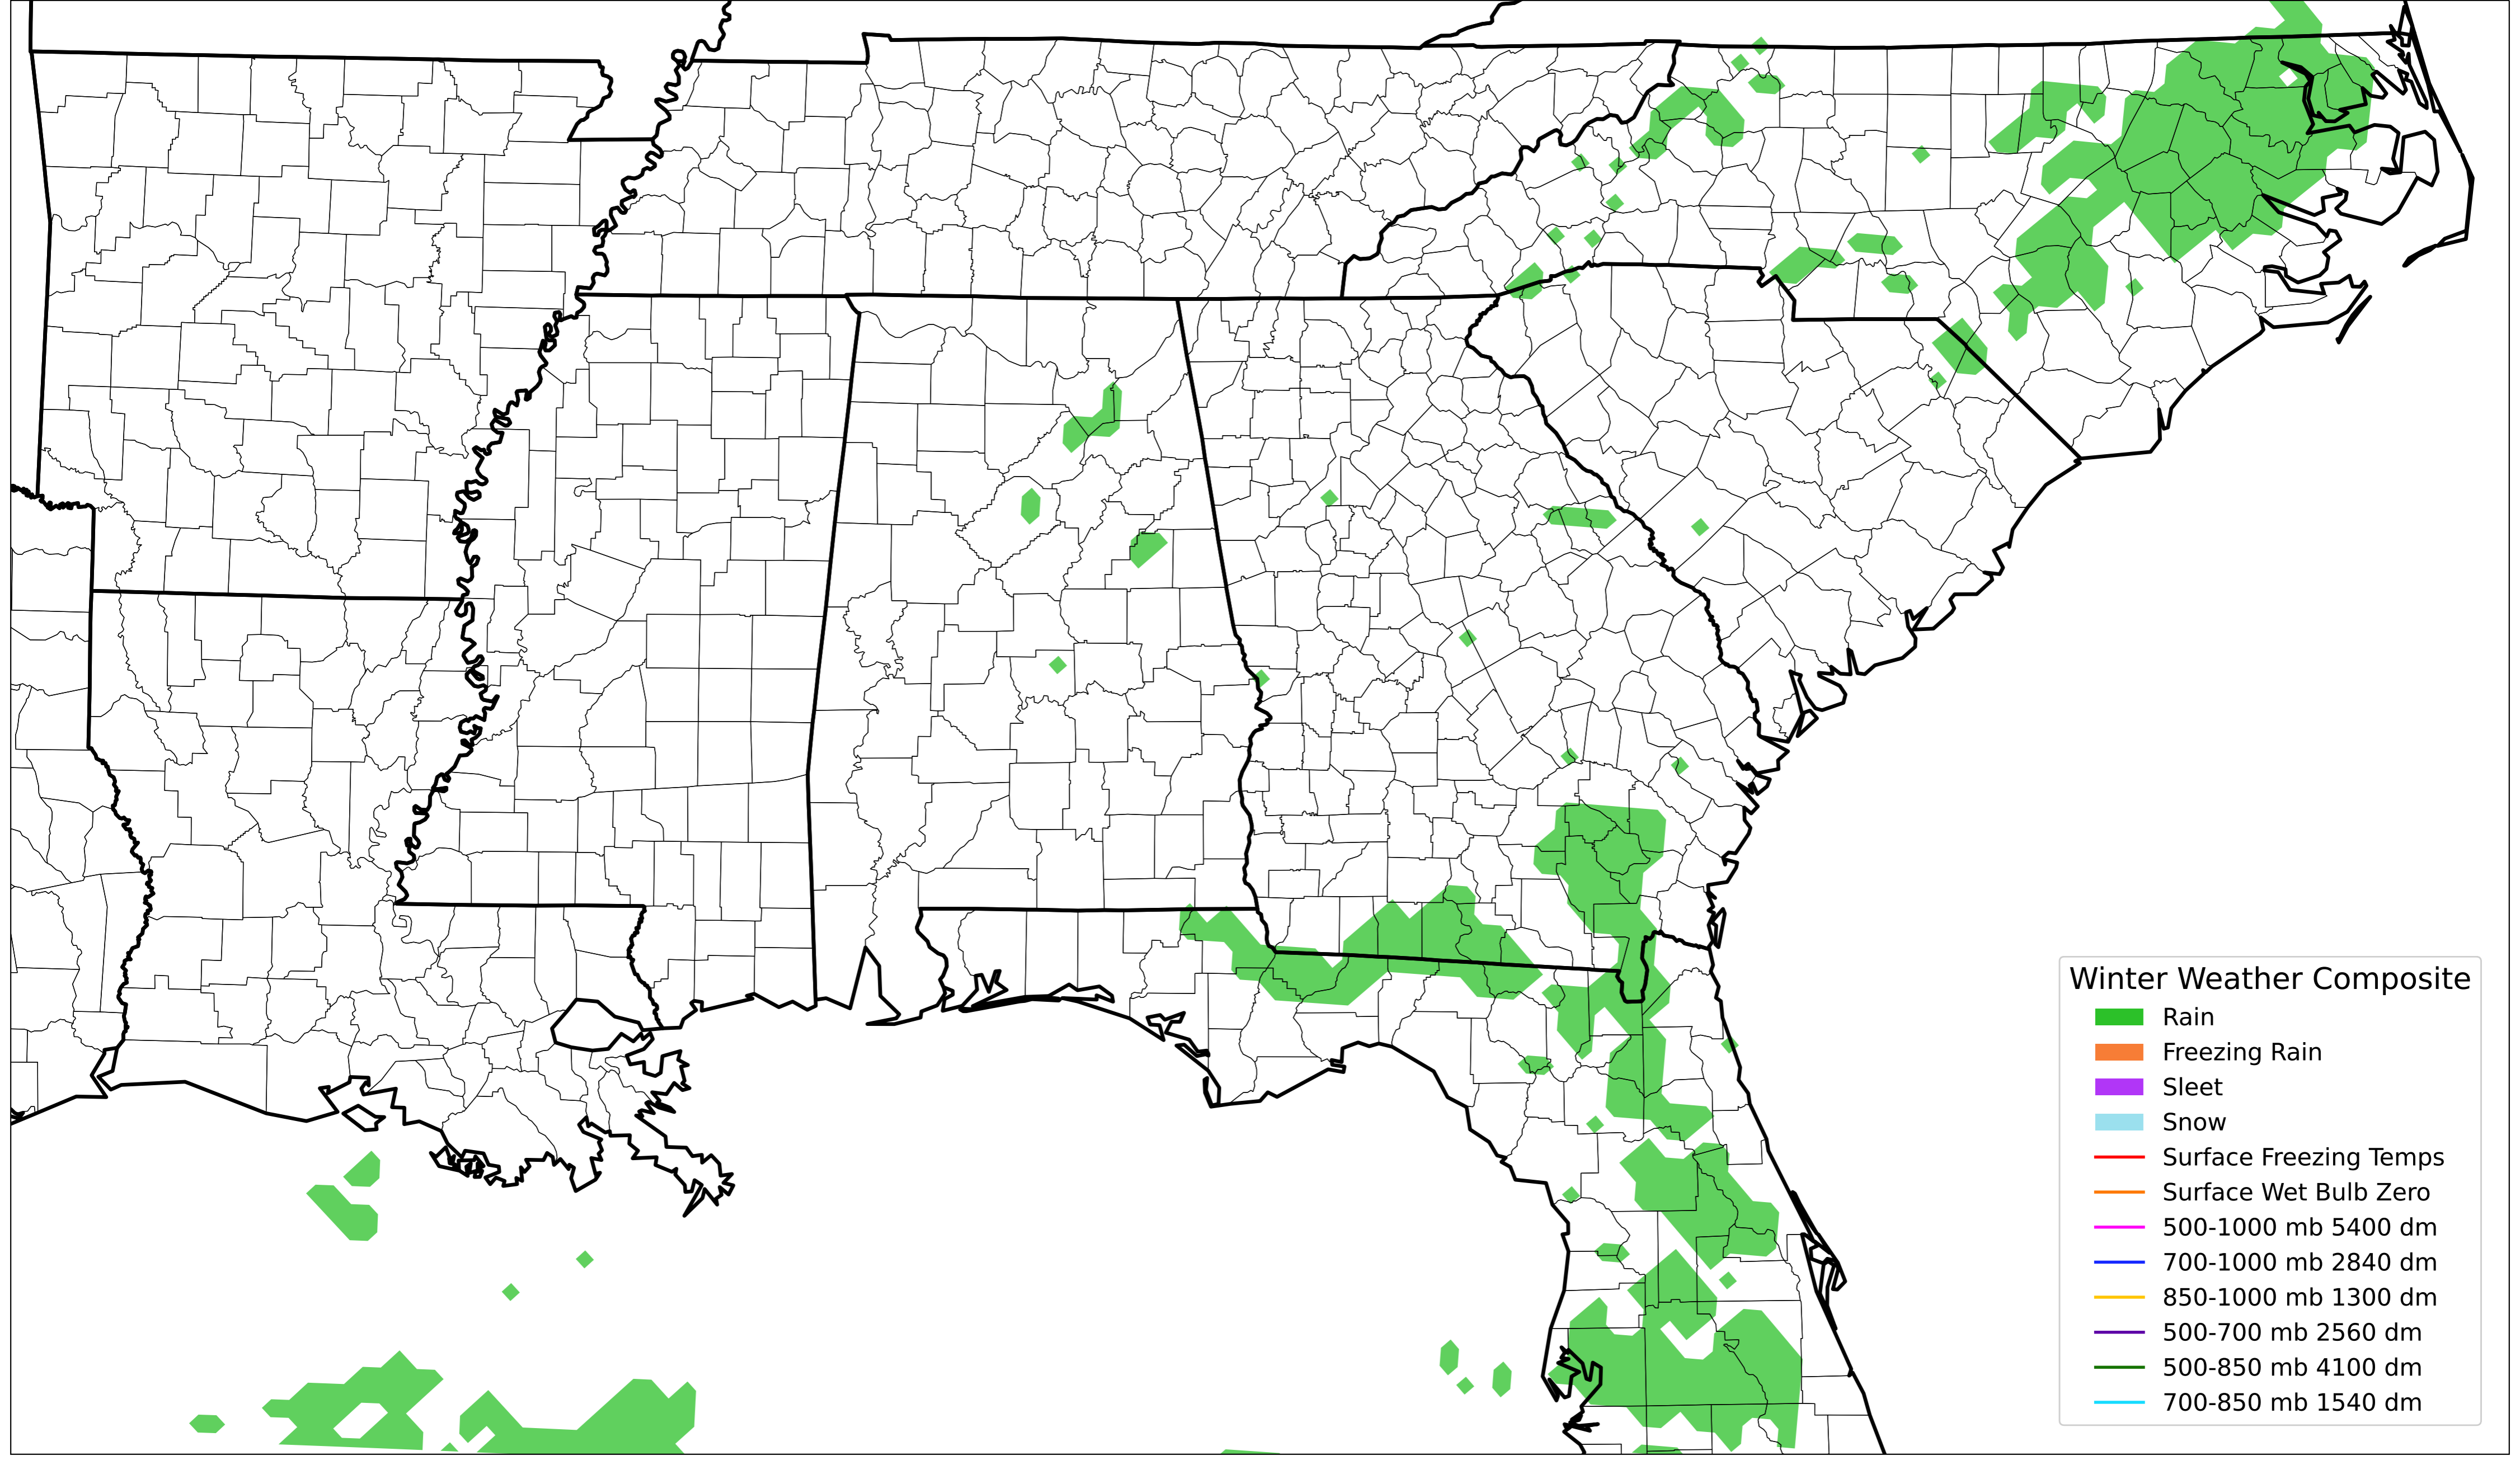 Winter Weather Composite
Rain
Freezing Rain
Sleet
Snow
Surface Freezing Temps
Surface Wet Bulb Zero
500-1000 mb 5400 dm
700-1000 mb 2840 dm
850-1000 mb 1300 dm
500-700 mb 2560 dm
500-850 mb 4100 dm
700-850 mb 1540 dm